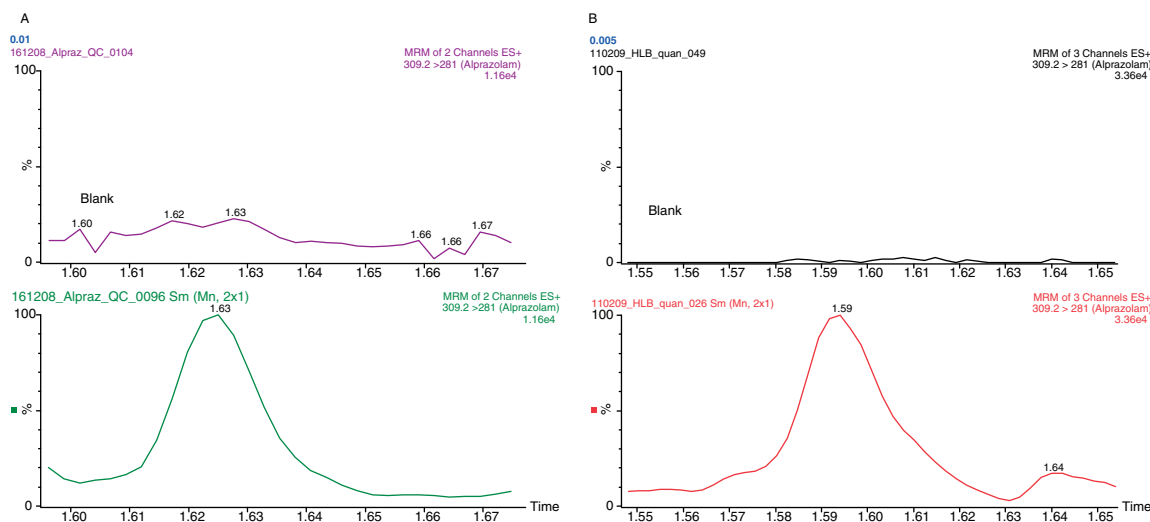 A
0.01
161208_Alpraz_QC_0104
MRM of 2 Channels ES+
309.2 > 281 (Alprazolam)
1.16e4
100
%
0
Blank
1.60
1.62
1.63
1.66
1.66
1.67
1.60 1.61 1.62 1.63 1.64 1.65 1.66 1.67
161208_Alpraz_QC_0096 Sm (Mn, 2x1)
MRM of 2 Channels ES+
309.2 >281 (Alprazolam)
1.16e4
1.63
100
%
0
Time
1.60 1.61 1.62 1.63 1.64 1.65 1.66 1.67
B
0.005
110209_HLB_quan_049
MRM of 3 Channels ES+
309.2 > 281 (Alprazolam)
3.36e4
100
%
0
Blank
1.55 1.56 1.57 1.58 1.59 1.60 1.61 1.62 1.63 1.64 1.65
110209_HLB_quan_026 Sm (Mn, 2x1)
MRM of 3 Channels ES+
309.2 > 281 (Alprazolam)
3.36e4
1.59
100
%
1.64
0
Time
1.55 1.56 1.57 1.58 1.59 1.60 1.61 1.62 1.63 1.64 1.65